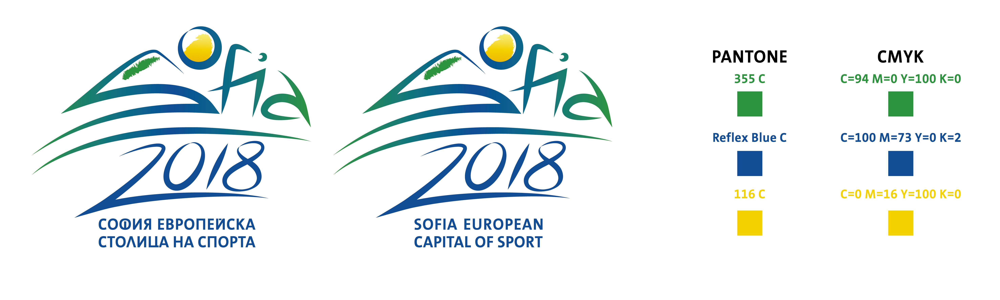 Sofia
2018
СОФИЯ ЕВРОПЕЙСКА
СТОЛИЦА НА СПОРТА
Sofia
2018
SOFIA EUROPEAN
CAPITAL OF SPORT
PANTONE
355 C
Reflex Blue C
116 C
CMYK
C=94 M=0 Y=100 K=0
C=100 M=73 Y=0 K=2
C=0 M=16 Y=100 K=0